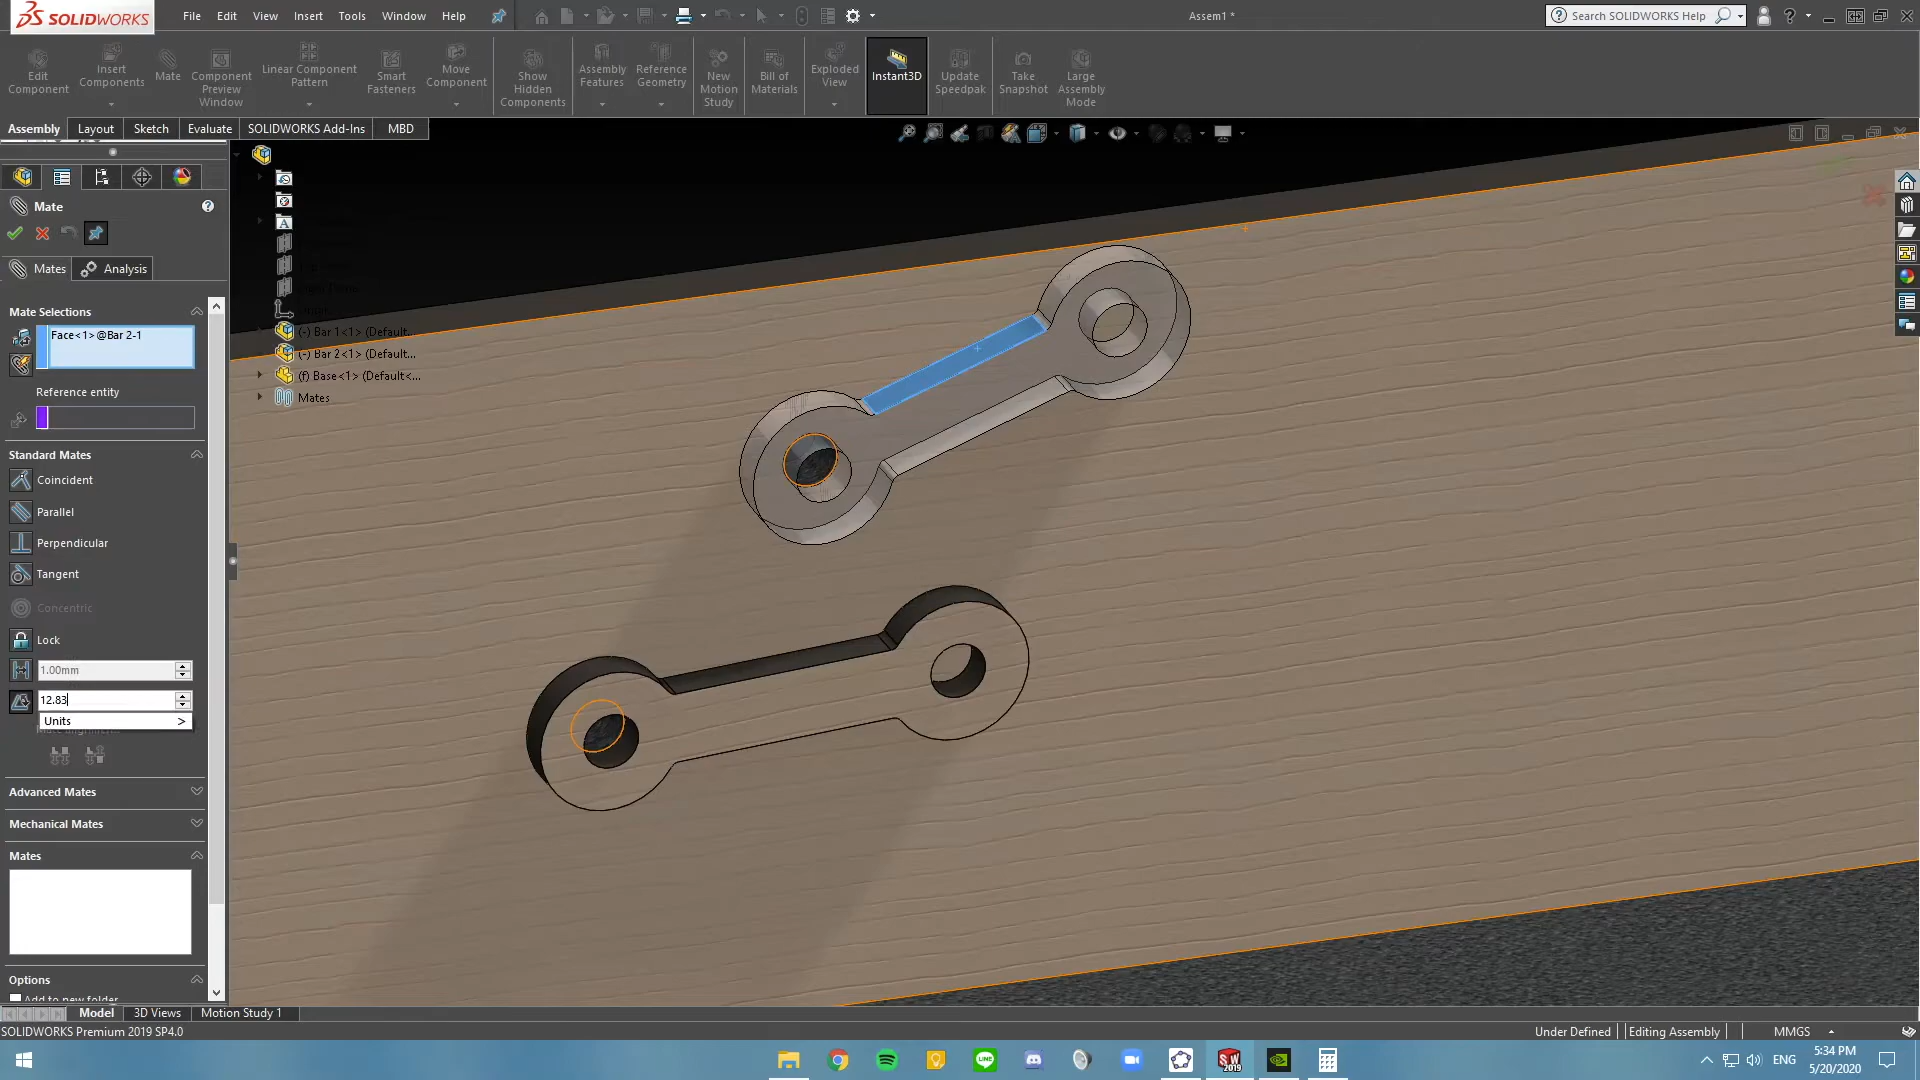 SOLIDWORKS
File Edit View Insert Tools Window Help
Assem1 *
Search SOLIDWORKS Help
Edit Component
Insert Components
Mate
Component Preview Window
Linear Component Pattern
Smart Fasteners
Move Component
Show Hidden Components
Assembly Features
Reference Geometry
New Motion Study
Bill of Materials
Exploded View
Instant3D
Update Speedpak
Take Snapshot
Large Assembly Mode
Assembly Layout Sketch Evaluate SOLIDWORKS Add-Ins MBD
Mate
Mates Analysis
Mate Selections
Face<1>@Bar 2-1
Reference entity
Standard Mates
Coincident
Parallel
Perpendicular
Tangent
Concentric
Lock
1.00mm
12.83
Units >
Advanced Mates
Mechanical Mates
Mates
Options
Add to new folder
A
(-) Bar 1<1> (Default...
(-) Bar 2<1> (Default...
(f) Base<1> (Default<...
Mates
Model 3D Views Motion Study 1
SOLIDWORKS Premium 2019 SP4.0
Under Defined Editing Assembly MMGS
ENG
5:34 PM
5/20/2020